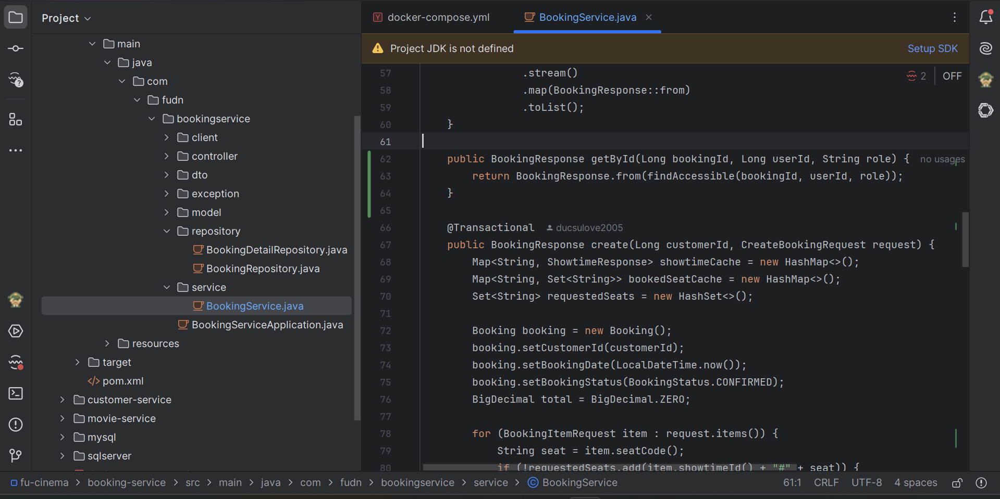 Project
main
java
com
fudn
bookingservice
client
controller
dto
exception
model
repository
BookingDetailRepository.java
BookingRepository.java
service
BookingService.java
BookingServiceApplication.java
resources
target
pom.xml
customer-service
movie-service
mysql
sqlserver
docker-compose.yml
BookingService.java
Project JDK is not defined
Setup SDK
2
OFF
57 .stream()
58 .map(BookingResponse::from)
59 .toList();
60 }
61
62 public BookingResponse getById(Long bookingId, Long userId, String role) { no usages
63 return BookingResponse.from(findAccessible(bookingId, userId, role));
64 }
65
66 @Transactional ducsulove2005
67 public BookingResponse create(Long customerId, CreateBookingRequest request) {
68 Map<String, ShowtimeResponse> showtimeCache = new HashMap<>();
69 Map<String, Set<String>> bookedSeatCache = new HashMap<>();
70 Set<String> requestedSeats = new HashSet<>();
71
72 Booking booking = new Booking();
73 booking.setCustomerId(customerId);
74 booking.setBookingDate(LocalDateTime.now());
75 booking.setBookingStatus(BookingStatus.CONFIRMED);
76 BigDecimal total = BigDecimal.ZERO;
77
78 for (BookingItemRequest item : request.items()) {
79 String seat = item.seatCode();
80 if (!requestedSeats.add(item.showtimeId() + "#" + seat)) {
fu-cinema > booking-service > src > main > java > com > fudn > bookingservice > service > BookingService
61:1 CRLF UTF-8 4 spaces